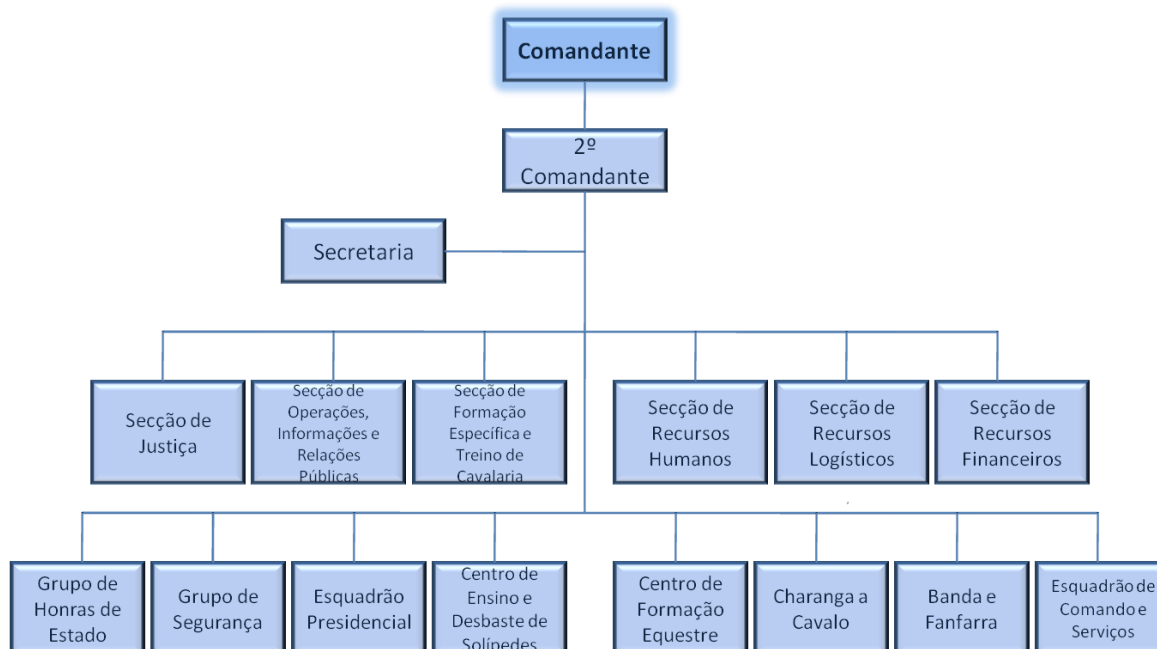 Comandante
2º
Comandante
Secretaria
Secção de
Justiça
Secção de
Operações,
Informações e
Relações
Públicas
Secção de
Formação
Específica e
Treino de
Cavalaria
Secção de
Recursos
Humanos
Secção de
Recursos
Logísticos
Secção de
Recursos
Financeiros
Grupo de
Honras de
Estado
Grupo de
Segurança
Esquadrão
Presidencial
Centro de
Ensino e
Desbaste de
Solípedes
Centro de
Formação
Equestre
Charanga a
Cavalo
Banda e
Fanfarra
Esquadrão de
Comando e
Serviços